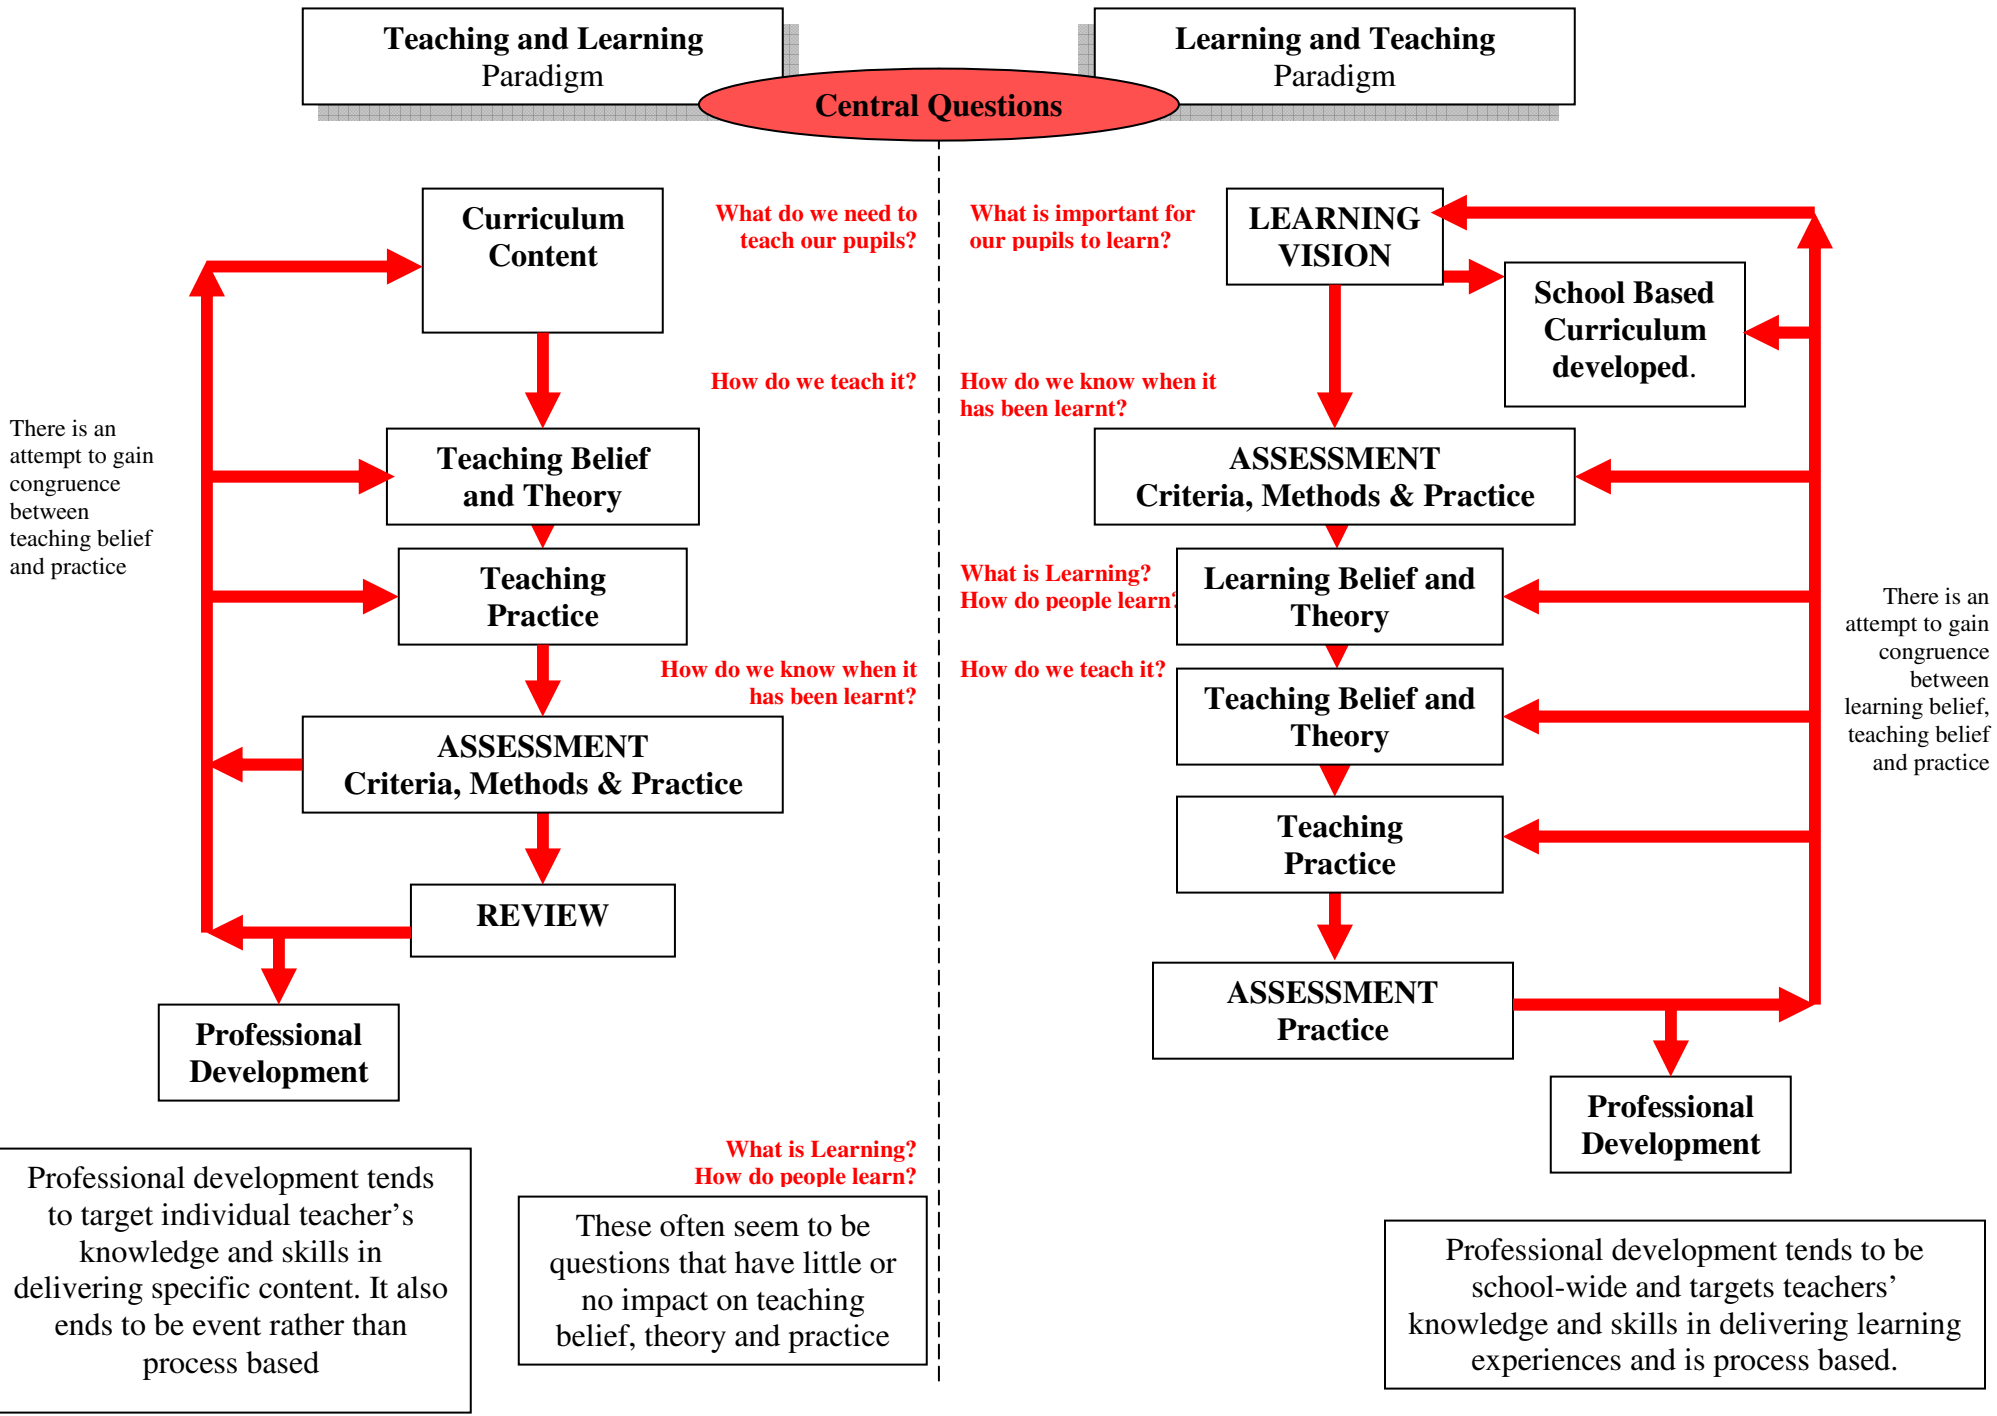 Teaching and Learning
Paradigm
Learning and Teaching
Paradigm
Central Questions
Curriculum
Content
What do we need to
teach our pupils?
How do we teach it?
There is an
attempt to gain
congruence
between
teaching belief
and practice
Teaching Belief
and Theory
Teaching
Practice
How do we know when it
has been learnt?
ASSESSMENT
Criteria, Methods & Practice
REVIEW
Professional
Development
Professional development tends
to target individual teacher’s
knowledge and skills in
delivering specific content. It also
ends to be event rather than
process based
What is Learning?
How do people learn?
These often seem to be
questions that have little or
no impact on teaching
belief, theory and practice
What is important for
our pupils to learn?
LEARNING
VISION
School Based
Curriculum
developed.
How do we know when it
has been learnt?
ASSESSMENT
Criteria, Methods & Practice
What is Learning?
How do people learn?
Learning Belief and
Theory
How do we teach it?
Teaching Belief and
Theory
There is an
attempt to gain
congruence
between
learning belief,
teaching belief
and practice
Teaching
Practice
ASSESSMENT
Practice
Professional
Development
Professional development tends to be
school-wide and targets teachers’
knowledge and skills in delivering learning
experiences and is process based.